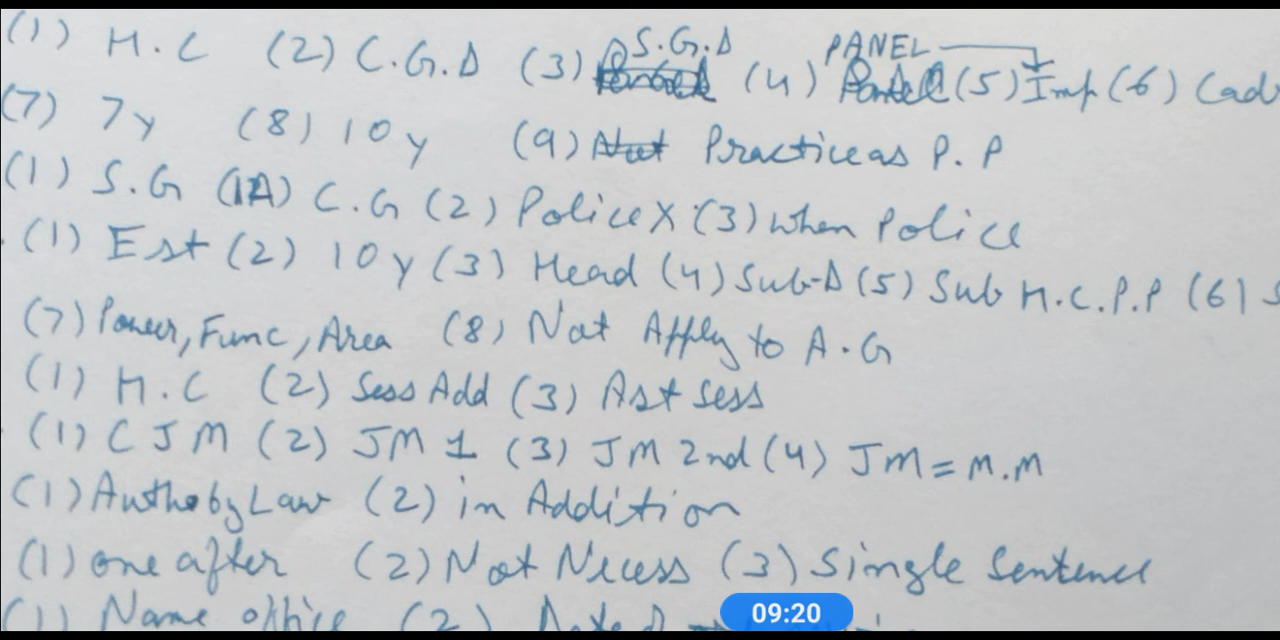 (1) H.C (2) C.G.D (3) S.G.D (4) PANEL (5) Imp (6) Cad
(7) 7y (8) 10y (9) Not Practice as P.P
(1) S.G (1A) C.G (2) Police X (3) when Police
(1) Est (2) 10y (3) Head (4) Sub-D (5) Sub H.C.P.P (6) S
(7) Power, Func, Area (8) Not Apply to A.G
(1) H.C (2) Sess Add (3) Ast Sess
(1) CJM (2) JM 1 (3) JM 2nd (4) JM = M.M
(1) Autho by Law (2) in Addition
(1) one after (2) Not Necess (3) Single Sentence
(1) Name office (2)
09:20